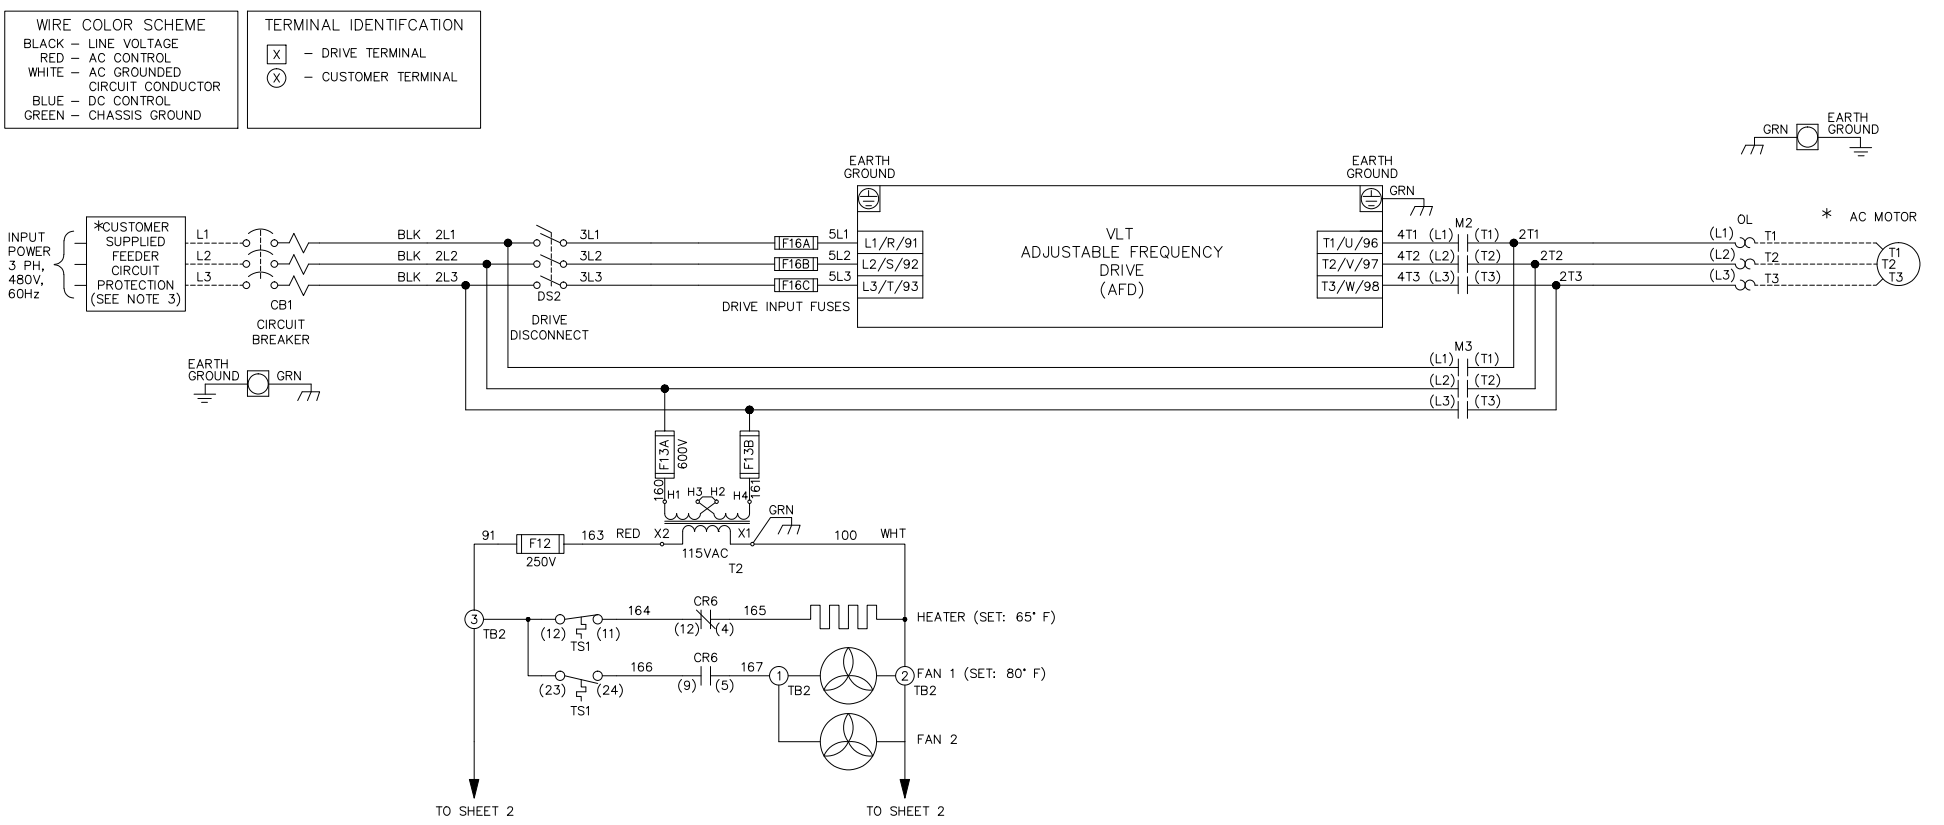 WIRE COLOR SCHEME
BLACK – LINE VOLTAGE
RED – AC CONTROL
WHITE – AC GROUNDED
CIRCUIT CONDUCTOR
BLUE – DC CONTROL
GREEN – CHASSIS GROUND
TERMINAL IDENTIFCATION
X – DRIVE TERMINAL
X – CUSTOMER TERMINAL
GRN
EARTH
GROUND
INPUT
POWER
3 PH,
480V,
60Hz
*CUSTOMER
SUPPLIED
FEEDER
CIRCUIT
PROTECTION
(SEE NOTE 3)
L1
L2
L3
CB1
CIRCUIT
BREAKER
BLK 2L1
BLK 2L2
BLK 2L3
3L1
3L2
3L3
DS2
DRIVE
DISCONNECT
F16A
F16B
F16C
DRIVE INPUT FUSES
5L1
5L2
5L3
EARTH
GROUND
L1/R/91
L2/S/92
L3/T/93
VLT
ADJUSTABLE FREQUENCY
DRIVE
(AFD)
EARTH
GROUND
GRN
T1/U/96
T2/V/97
T3/W/98
M2
4T1 (L1) (T1) 2T1
4T2 (L2) (T2) 2T2
4T3 (L3) (T3) 2T3
OL
(L1) T1
(L2) T2
(L3) T3
* AC MOTOR
T1
T2
T3
M3
(L1) (T1)
(L2) (T2)
(L3) (T3)
EARTH
GROUND
GRN
F13A
600V
F13B
160
161
H1 H3 H2 H4
GRN
91
F12
250V
163 RED X2
115VAC
X1
T2
100 WHT
3
TB2
(12) (11)
TS1
164
CR6
(12) (4)
165
HEATER (SET: 65° F)
(23) (24)
TS1
166
CR6
(9) (5)
167
1
TB2
2
TB2
FAN 1 (SET: 80° F)
FAN 2
TO SHEET 2
TO SHEET 2